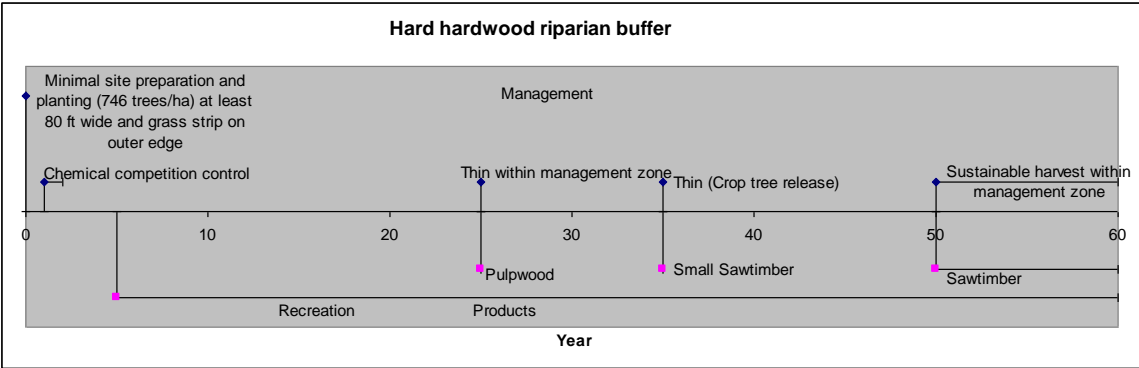 Hard hardwood riparian buffer
Minimal site preparation and
planting (746 trees/ha) at least
80 ft wide and grass strip on
outer edge
Management
Chemical competition control
Thin within management zone
Thin (Crop tree release)
Sustainable harvest within
management zone
0 10 20 30 40 50 60
Pulpwood
Small Sawtimber
Sawtimber
Recreation
Products
Year